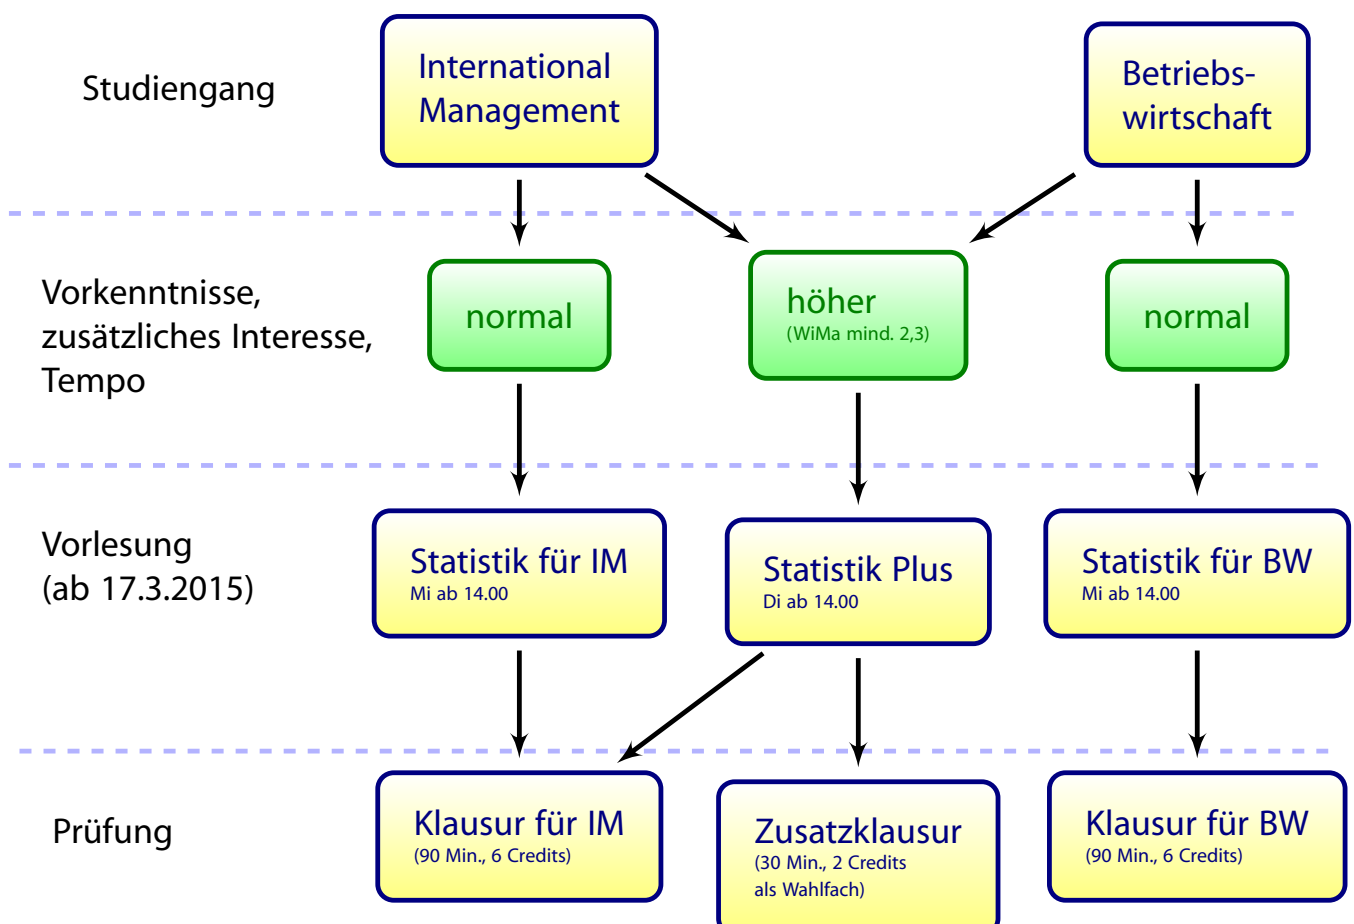 Studiengang
International
Management
Betriebs-
wirtschaft
Vorkenntnisse,
zusätzliches Interesse,
Tempo
normal
höher
(WiMa mind. 2,3)
normal
Vorlesung
(ab 17.3.2015)
Statistik für IM
Mi ab 14.00
Statistik Plus
Di ab 14.00
Statistik für BW
Mi ab 14.00
Prüfung
Klausur für IM
(90 Min., 6 Credits)
Zusatzklausur
(30 Min., 2 Credits
als Wahlfach)
Klausur für BW
(90 Min., 6 Credits)